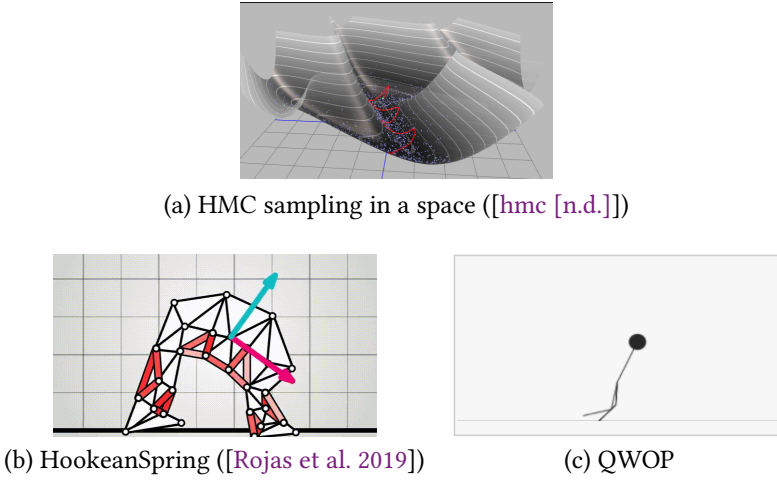 (a) HMC sampling in a space ([hmc [n.d.]])
(b) HookeanSpring ([Rojas et al. 2019])
(c) QWOP